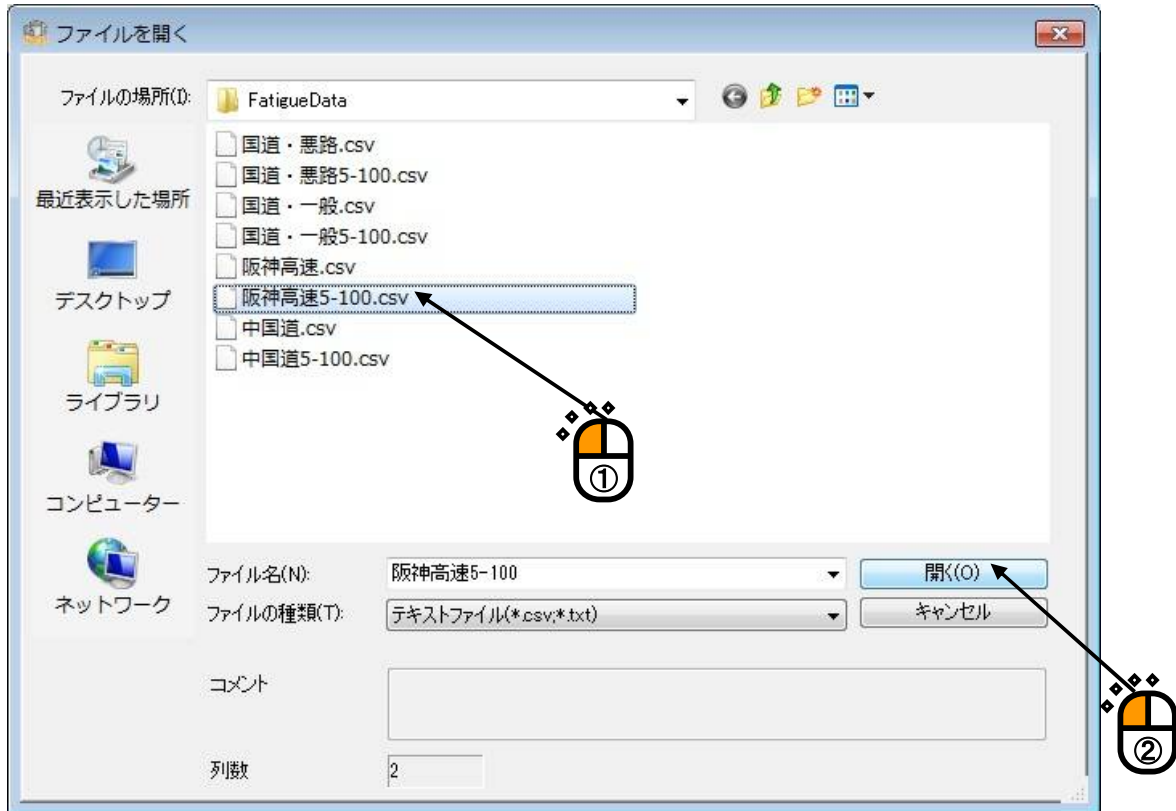 ファイルを開く
ファイルの場所(I):
FatigueData
国道・悪路.csv
国道・悪路5-100.csv
国道・一般.csv
国道・一般5-100.csv
阪神高速.csv
阪神高速5-100.csv
中国道.csv
中国道5-100.csv
最近表示した場所
デスクトップ
ライブラリ
コンピューター
ネットワーク
①
ファイル名(N):
阪神高速5-100
開く(O)
ファイルの種類(T):
テキストファイル(*.csv;*.txt)
キャンセル
②
コメント
列数
2